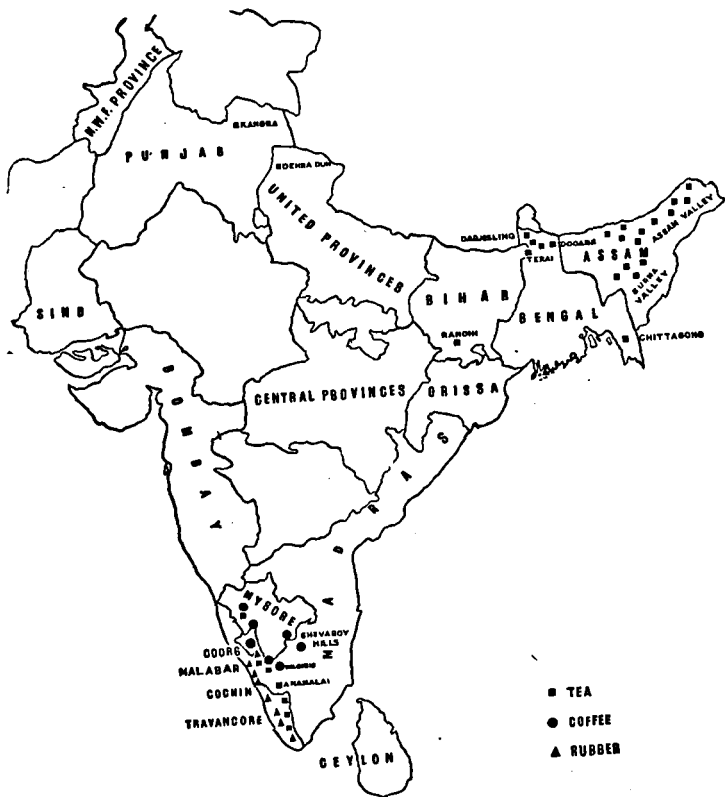 N.W.F. PROVINCE
KANGRA
PUNJAB
DEHRA DUN
UNITED PROVINCES
DARJEELING
DOOARS
TERAI
ASSAM VALLEY
ASSAM
SURMA VALLEY
SIND
BIHAR
BENGAL
RANCHI
CHITTAGONG
BOMBAY
CENTRAL PROVINCES
ORISSA
MADRAS
MYSORE
SHEVAROY HILLS
COORG
MALABAR
NILGIRIS
ANAMALAI
COCHIN
TRAVANCORE
CEYLON
TEA
COFFEE
RUBBER